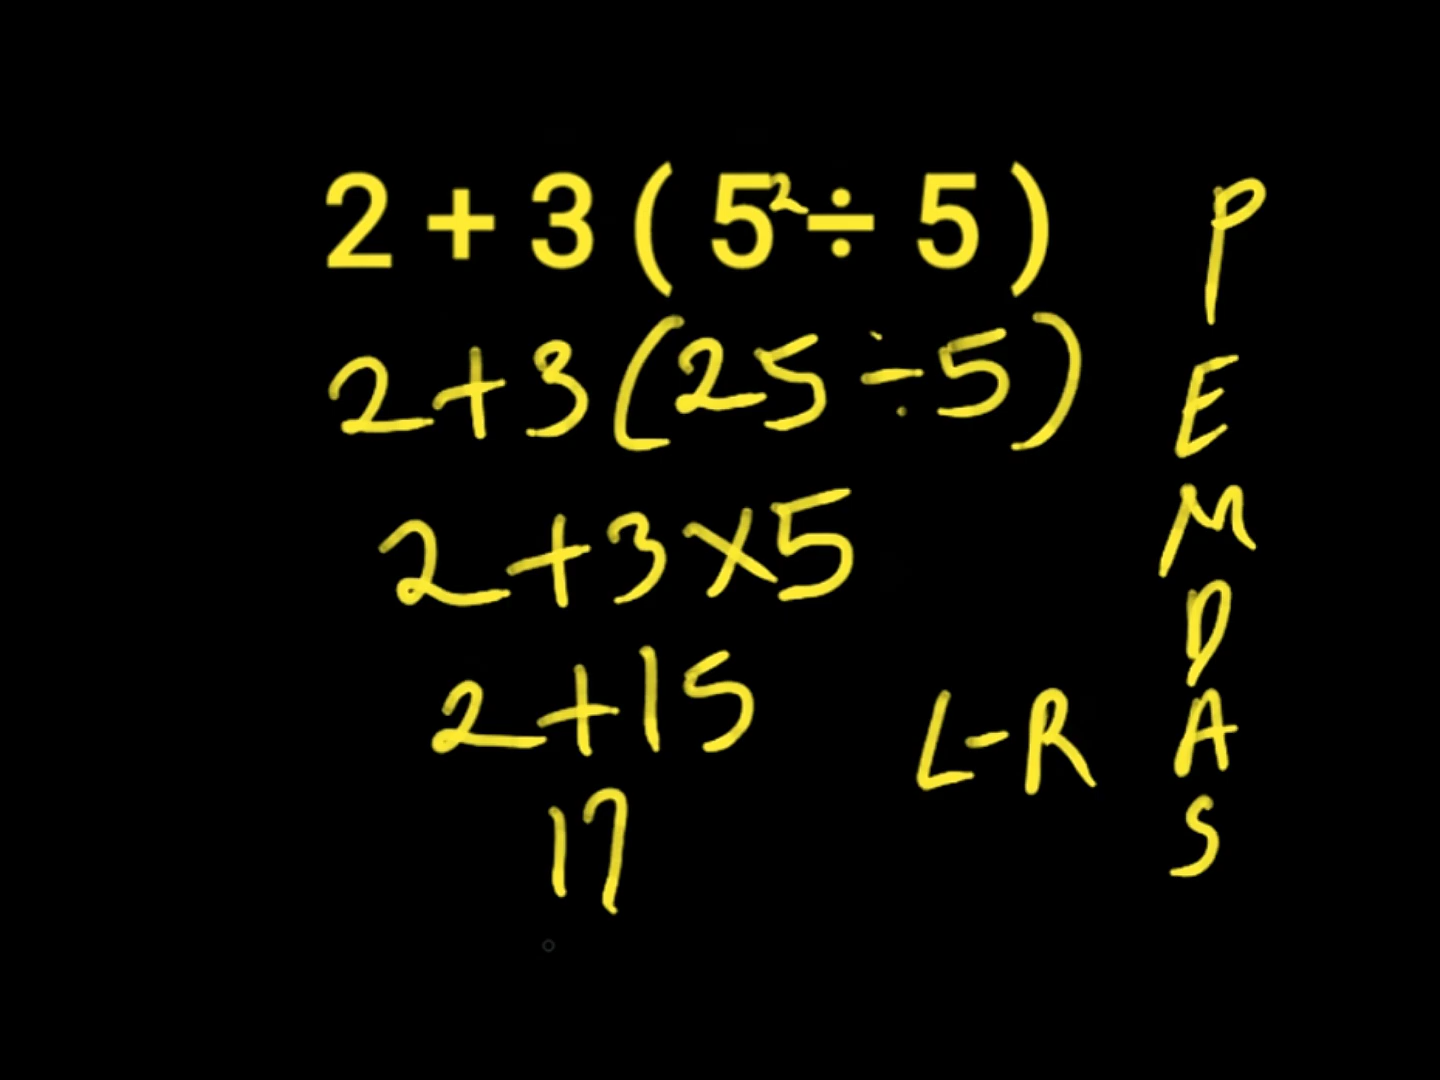 2 + 3 ( 5² ÷ 5 )
2 + 3 ( 25 ÷ 5 )
2 + 3 × 5
2 + 15
17
L - R
P
E
M
D
A
S